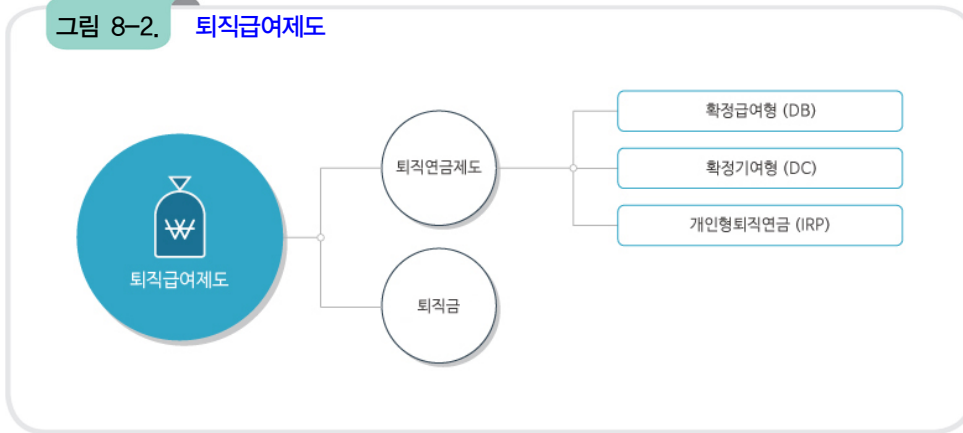 그림 8-2. 퇴직급여제도
퇴직급여제도
퇴직연금제도
퇴직금
확정급여형 (DB)
확정기여형 (DC)
개인형퇴직연금 (IRP)